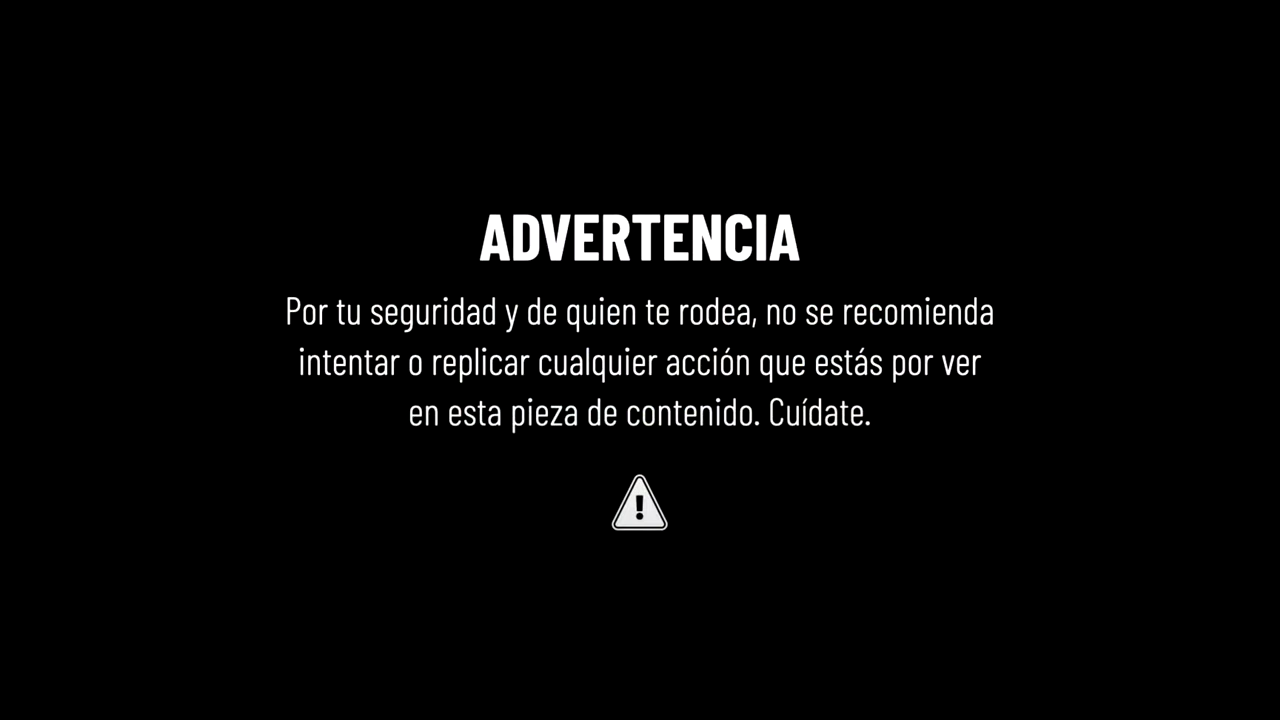 ADVERTENCIA
Por tu seguridad y de quien te rodea, no se recomienda
intentar o replicar cualquier acción que estás por ver
en esta pieza de contenido. Cuídate.
!